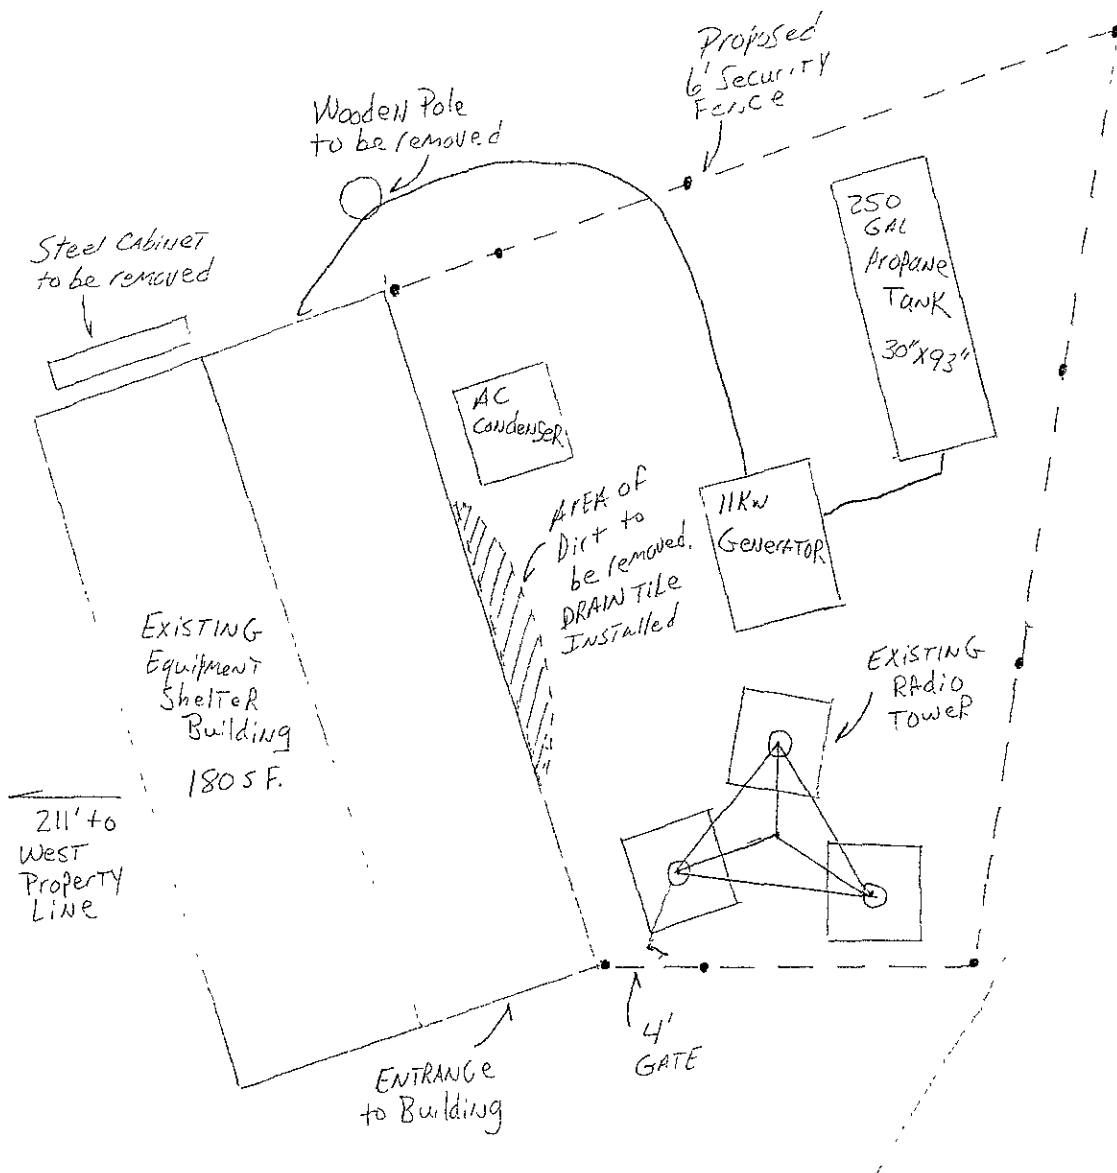 Proposed
6' Security
Fence
Wooden Pole
to be removed
Steel Cabinet
to be removed
250
GAL
Propane
Tank
30"X93"
AC
Condenser
Area of
Dirt to
be removed.
DRAIN TILE
Installed
11Kw
Generator
EXISTING
Equipment
Shelter
Building
180 S F.
EXISTING
Radio
Tower
211' to
West
Property
Line
4'
GATE
ENTRANCE
to Building